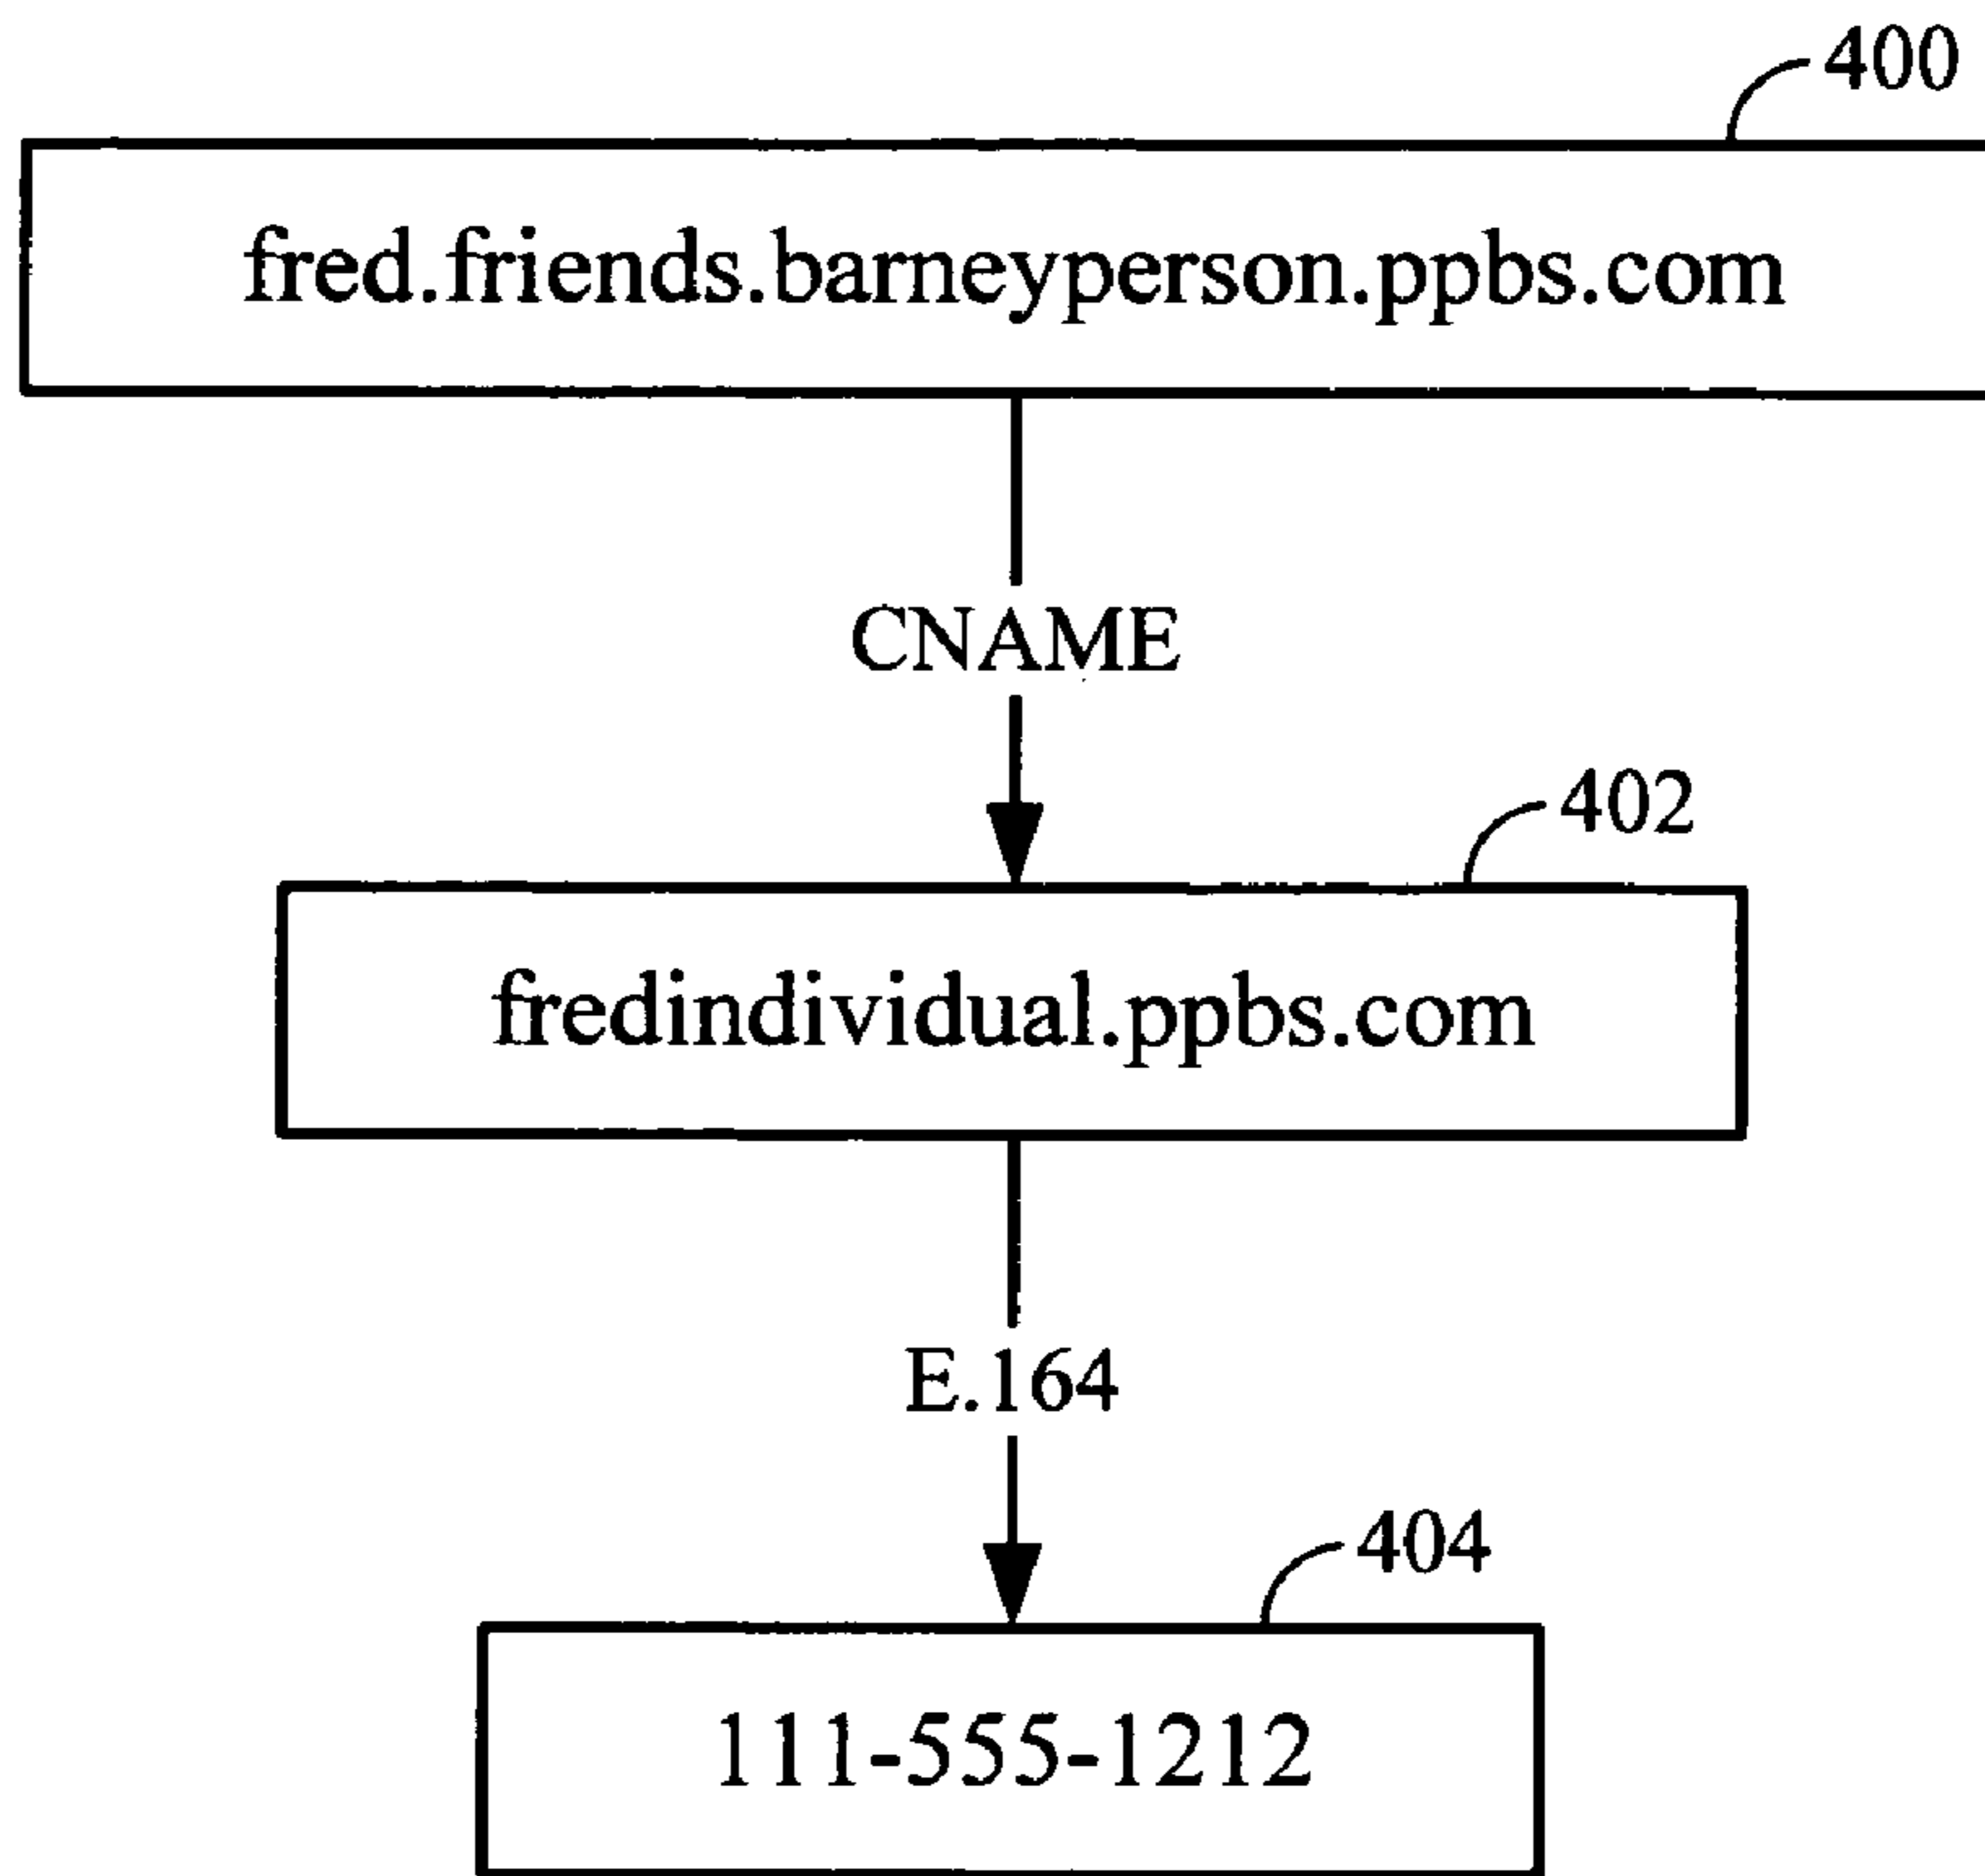 400
fred.friends.barneyperson.ppbs.com
CNAME
402
fredindividual.ppbs.com
E.164
404
111-555-1212